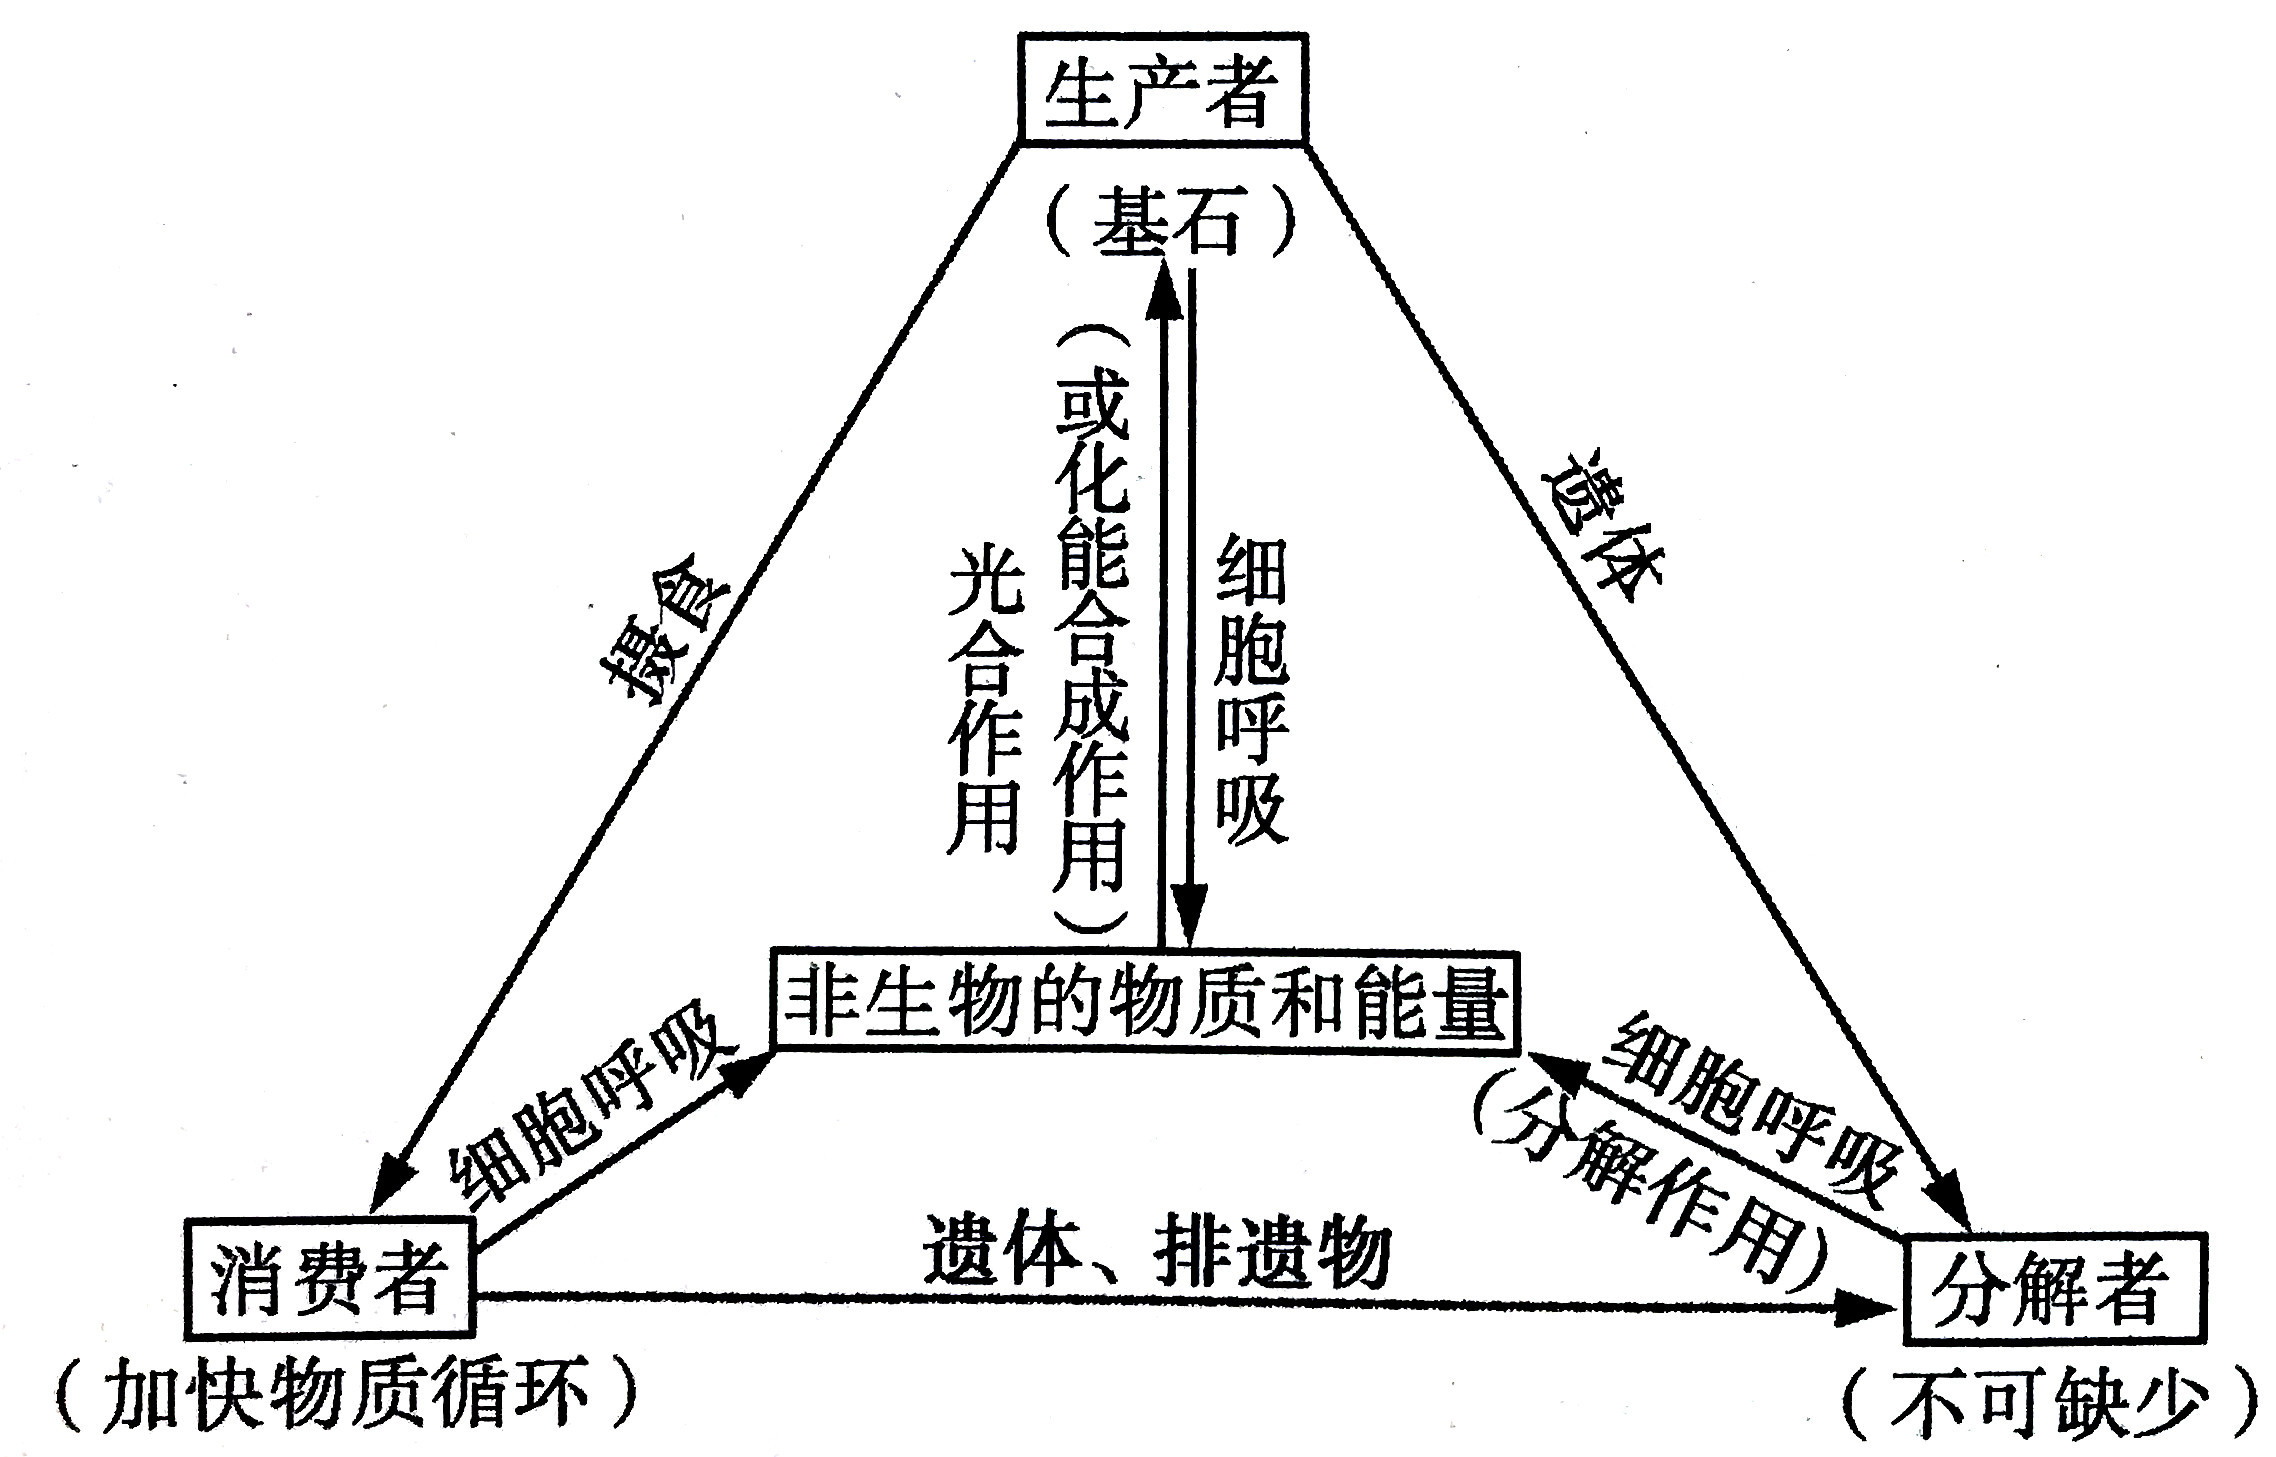 生产者
（基石）
光合作用
（或化能合成作用）
细胞呼吸
摄食
遗体
非生物的物质和能量
细胞呼吸
细胞呼吸
（分解作用）
遗体、排遗物
消费者
（加快物质循环）
分解者
（不可缺少）